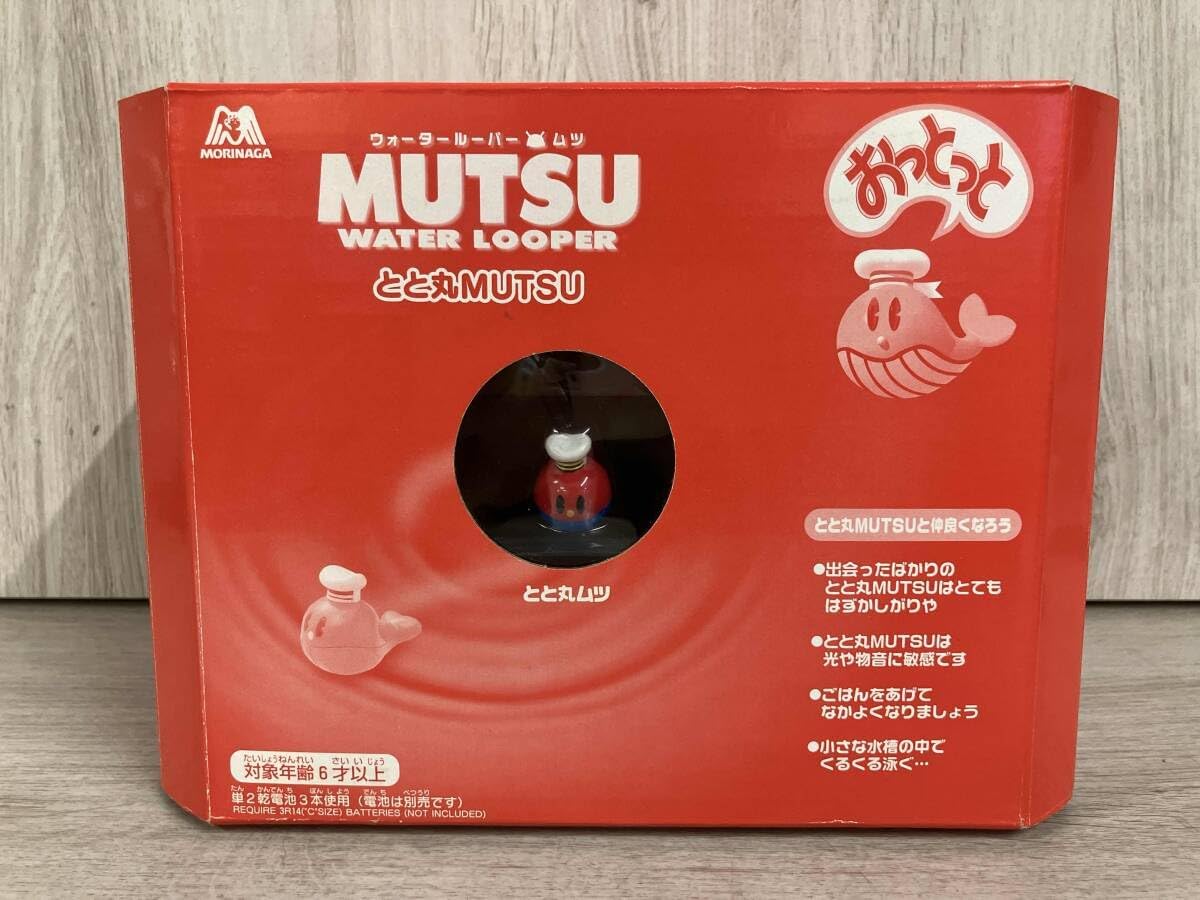 MORINAGA
ウォータールーパー ムツ
MUTSU
WATER LOOPER
とと丸MUTSU
おっとっと
とと丸ムツ
とと丸MUTSUと仲良くなろう
●出会ったばかりの
とと丸MUTSUはとても
はずかしがりや
●とと丸MUTSUは
光や物音に敏感です
●ごはんをあげて
なかよくなりましょう
●小さな水槽の中で
くるくる泳ぐ…
たいしょうねんれい さいいじょう
対象年齢6才以上
たん かんでんち ぼんしよう でんち べつうり
単2乾電池3本使用（電池は別売です）
REQUIRE 3R14("C"SIZE) BATTERIES (NOT INCLUDED)